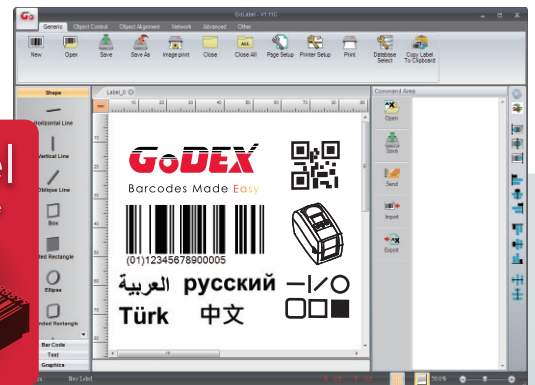 GoLabel - V1.11C
Go
Generic Object Control Object Alignment Network Advanced Other
New Open Save Save As Image print Close Close All Page Setup Printer Setup Print Database Select Copy Label To Clipboard
ALL
Shape
Label_0
Command Area
Horizontal Line
Vertical Line
Oblique Line
Box
Ellipse
Bar Code
Text
Graphics
el
GoDEX
Barcodes Made Easy
(01)12345678900005
العربية русский
Türk 中文
Open
Save
Send
Import
Export
New Label